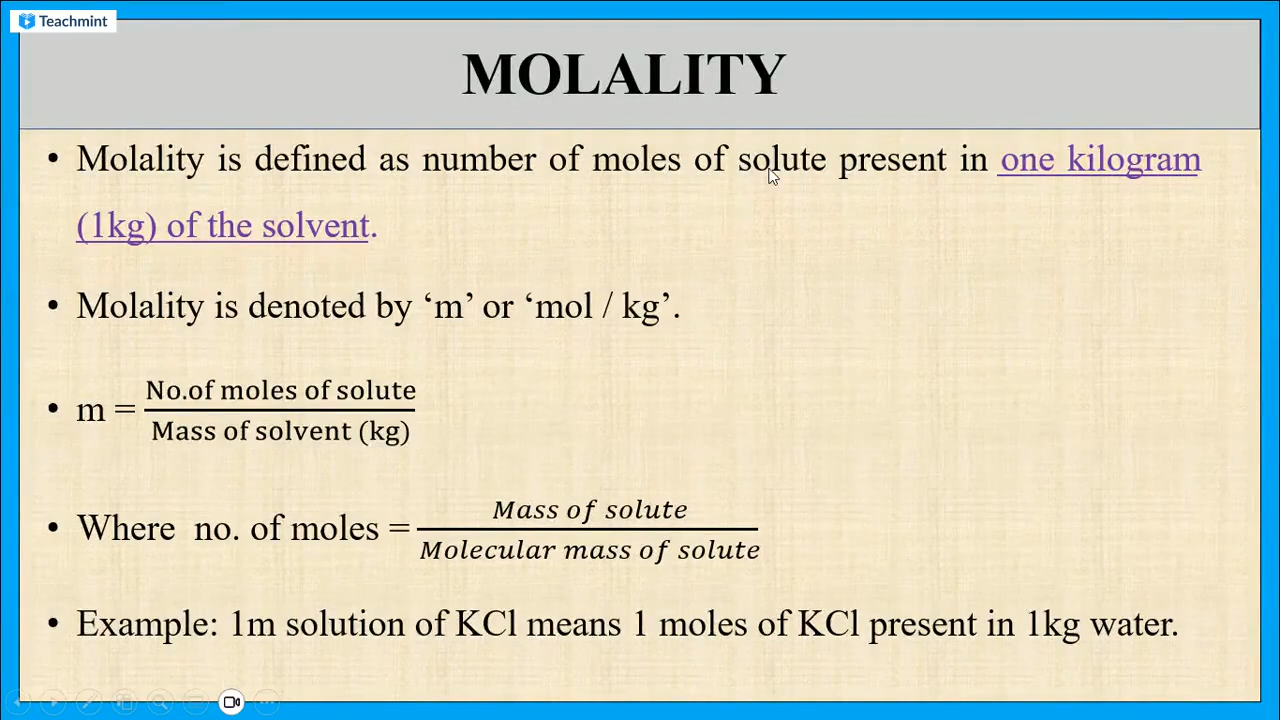 Teachmint
MOLALITY
• Molality is defined as number of moles of solute present in one kilogram
(1kg) of the solvent.
• Molality is denoted by ‘m’ or ‘mol / kg’.
• m = No.of moles of solute / Mass of solvent (kg)
• Where no. of moles = Mass of solute / Molecular mass of solute
• Example: 1m solution of KCl means 1 moles of KCl present in 1kg water.